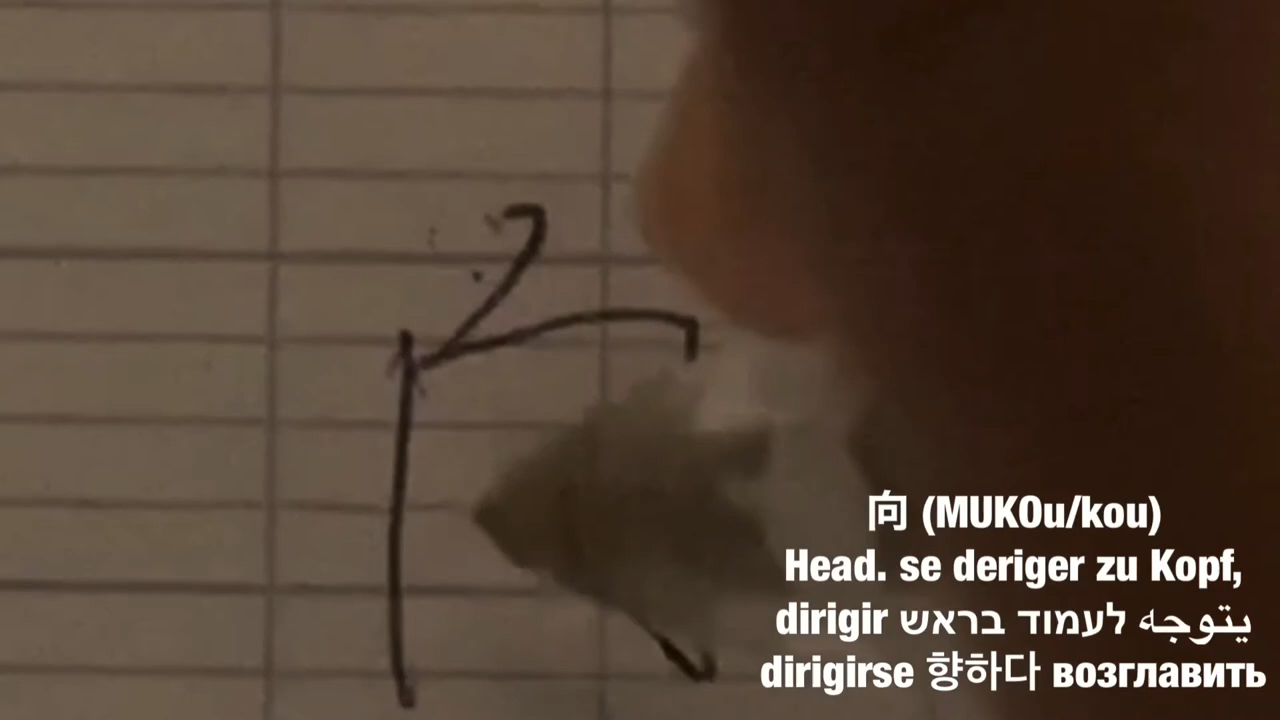 向 (MUKOu/kou)
Head. se deriger zu Kopf,
dirigir לעמוד בראש يتوجه
dirigirse 향하다 возглавить